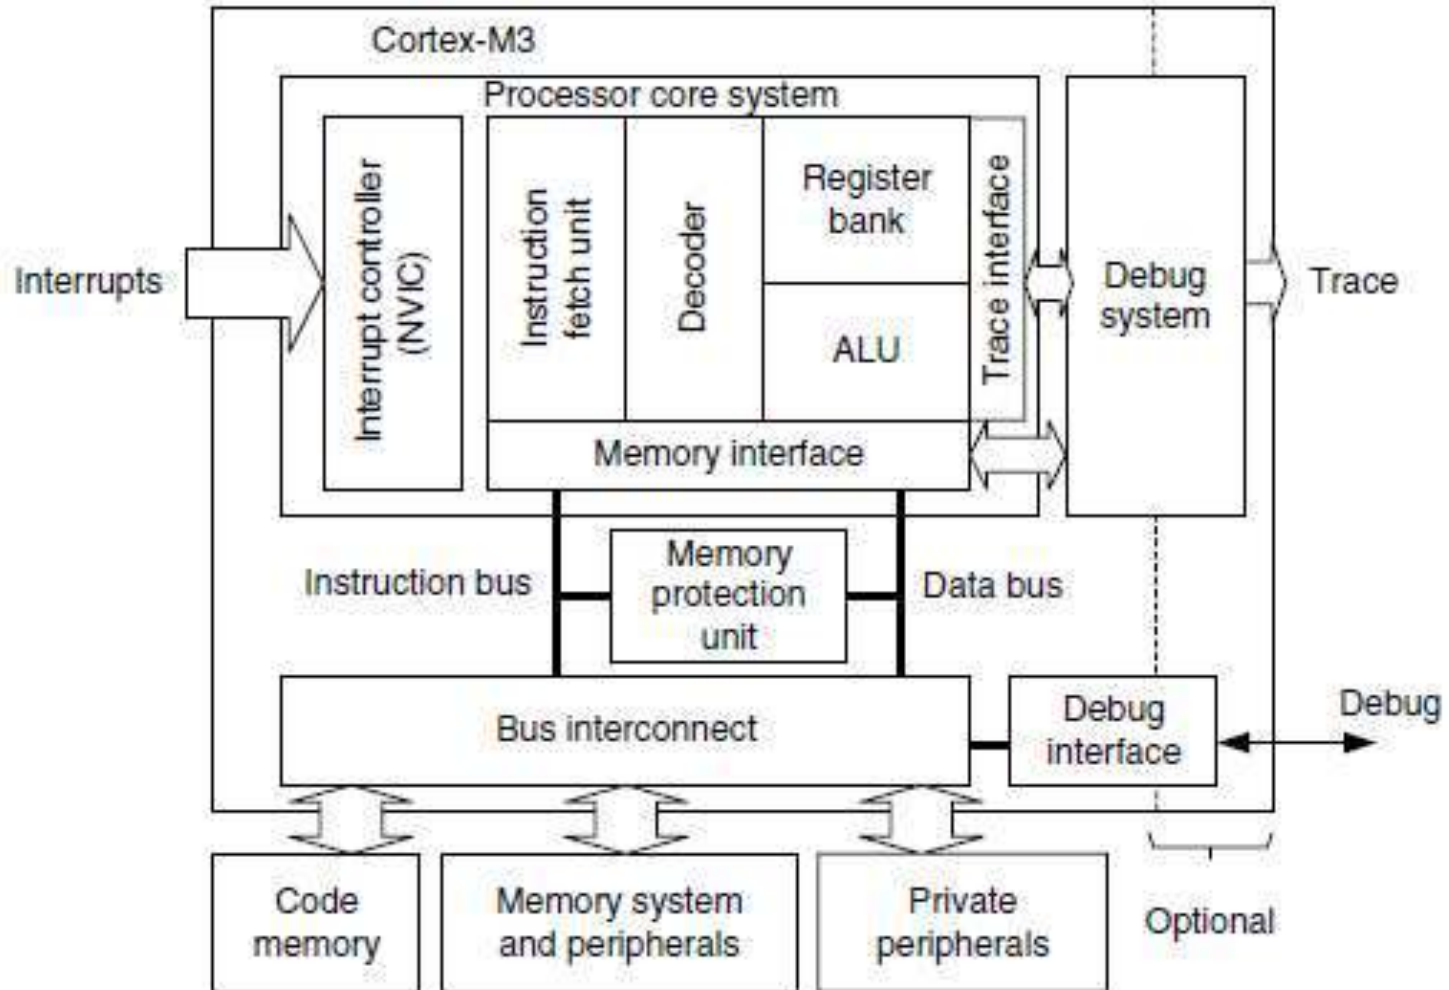 Cortex-M3
Processor core system
Interrupts
Interrupt controller
(NVIC)
Instruction
fetch unit
Decoder
Register
bank
ALU
Trace interface
Debug
system
Trace
Memory interface
Instruction bus
Memory
protection
unit
Data bus
Bus interconnect
Debug
interface
Debug
Code
memory
Memory system
and peripherals
Private
peripherals
Optional